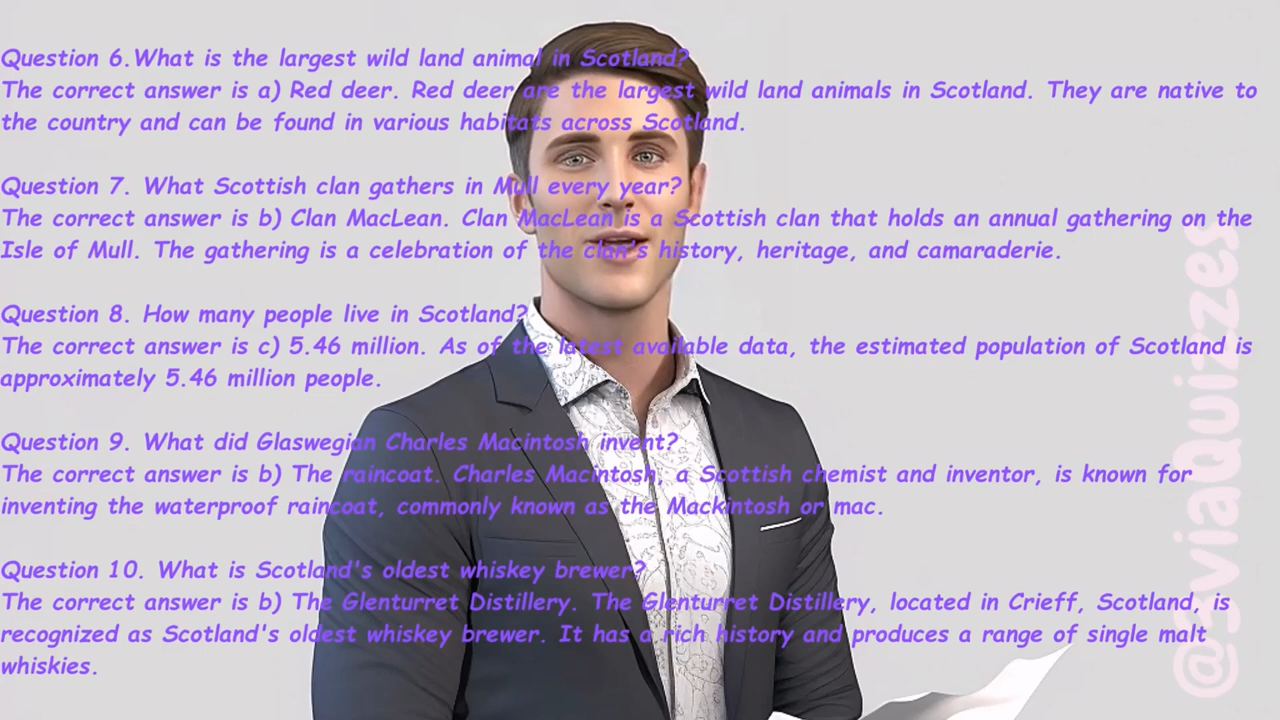 Question 6.What is the largest wild land animal in Scotland?
The correct answer is a) Red deer. Red deer are the largest wild land animals in Scotland. They are native to
the country and can be found in various habitats across Scotland.
Question 7. What Scottish clan gathers in Mull every year?
The correct answer is b) Clan MacLean. Clan MacLean is a Scottish clan that holds an annual gathering on the
Isle of Mull. The gathering is a celebration of the clan's history, heritage, and camaraderie.
Question 8. How many people live in Scotland?
The correct answer is c) 5.46 million. As of the latest available data, the estimated population of Scotland is
approximately 5.46 million people.
Question 9. What did Glaswegian Charles Macintosh invent?
The correct answer is b) The raincoat. Charles Macintosh, a Scottish chemist and inventor, is known for
inventing the waterproof raincoat, commonly known as the Mackintosh or mac.
Question 10. What is Scotland's oldest whiskey brewer?
The correct answer is b) The Glenturret Distillery. The Glenturret Distillery, located in Crieff, Scotland, is
recognized as Scotland's oldest whiskey brewer. It has a rich history and produces a range of single malt
whiskies.
@3viaQuizzes